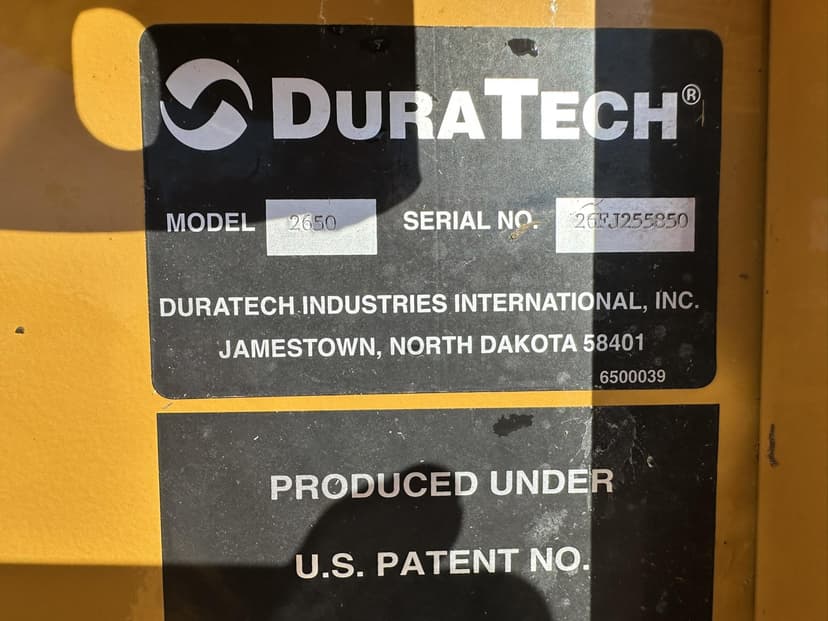 DURATECH®
MODEL 2650 SERIAL NO. 26FJ255850
DURATECH INDUSTRIES INTERNATIONAL, INC.
JAMESTOWN, NORTH DAKOTA 58401
6500039
PRODUCED UNDER
U.S. PATENT NO.